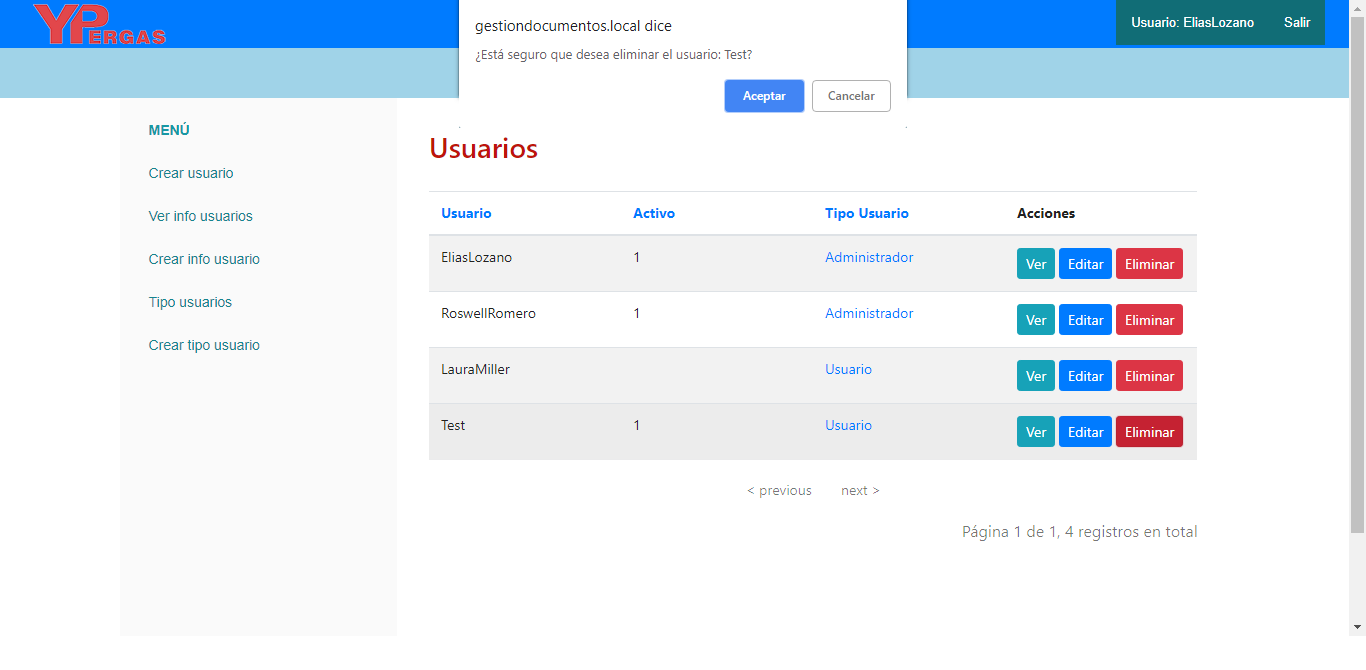 YPERGAS
gestiondocumentos.local dice
¿Está seguro que desea eliminar el usuario: Test?
Aceptar Cancelar
Usuario: EliasLozano Salir
MENÚ
Crear usuario
Ver info usuarios
Crear info usuario
Tipo usuarios
Crear tipo usuario
Usuarios
Usuario Activo Tipo Usuario Acciones
EliasLozano 1 Administrador Ver Editar Eliminar
RoswellRomero 1 Administrador Ver Editar Eliminar
LauraMiller Usuario Ver Editar Eliminar
Test 1 Usuario Ver Editar Eliminar
< previous next >
Página 1 de 1, 4 registros en total